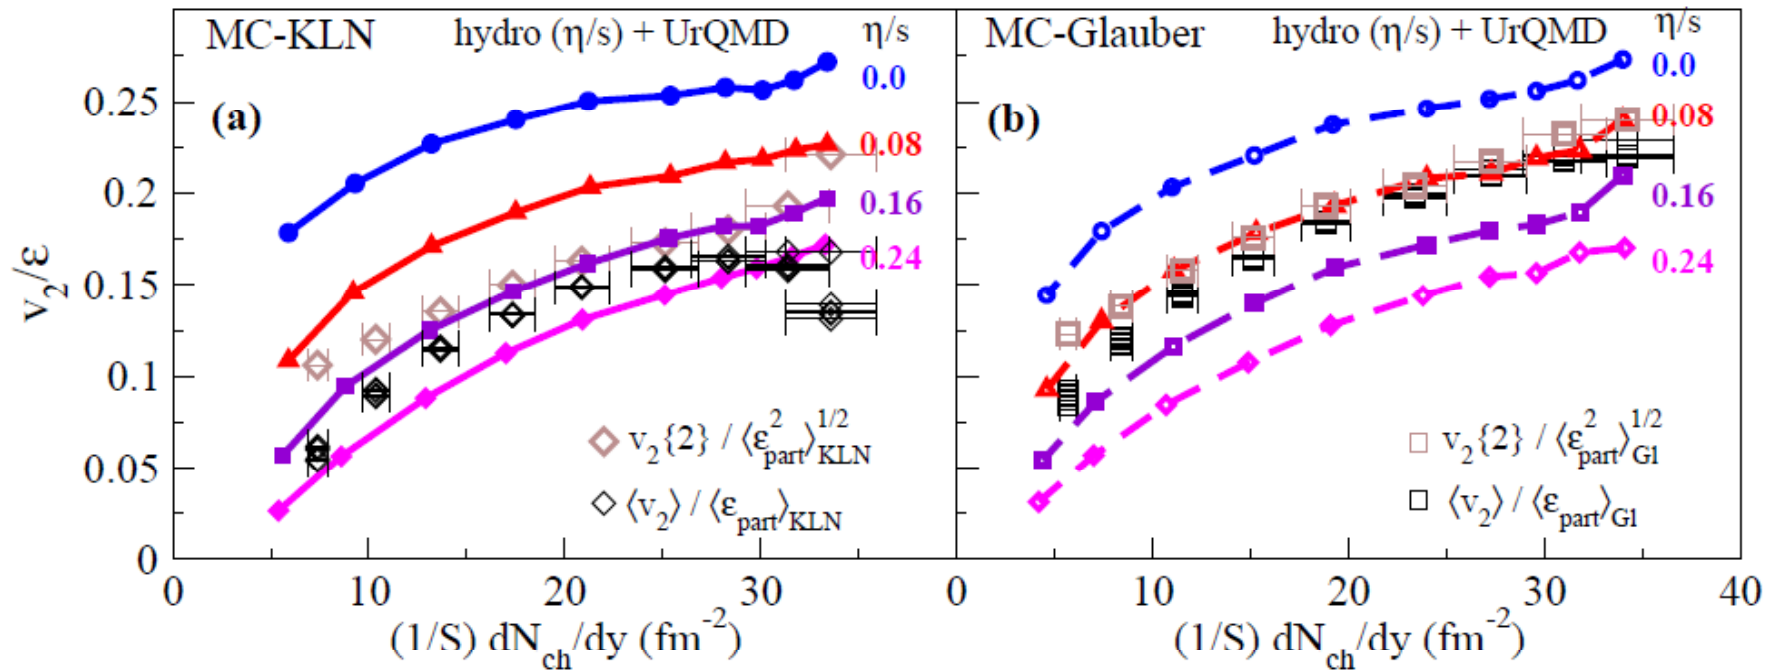 MC-KLN hydro (η/s) + UrQMD η/s
0.0
(a)
0.08
0.16
0.24
v₂{2} / ⟨ε²part⟩^1/2 KLN
⟨v₂⟩ / ⟨εpart⟩KLN
MC-Glauber hydro (η/s) + UrQMD η/s
0.0
(b)
0.08
0.16
0.24
v₂{2} / ⟨ε²part⟩^1/2 Gl
⟨v₂⟩ / ⟨εpart⟩Gl
v₂/ε
0.25
0.2
0.15
0.1
0.05
0
0 10 20 30 0 10 20 30 40
(1/S) dNch/dy (fm⁻²) (1/S) dNch/dy (fm⁻²)